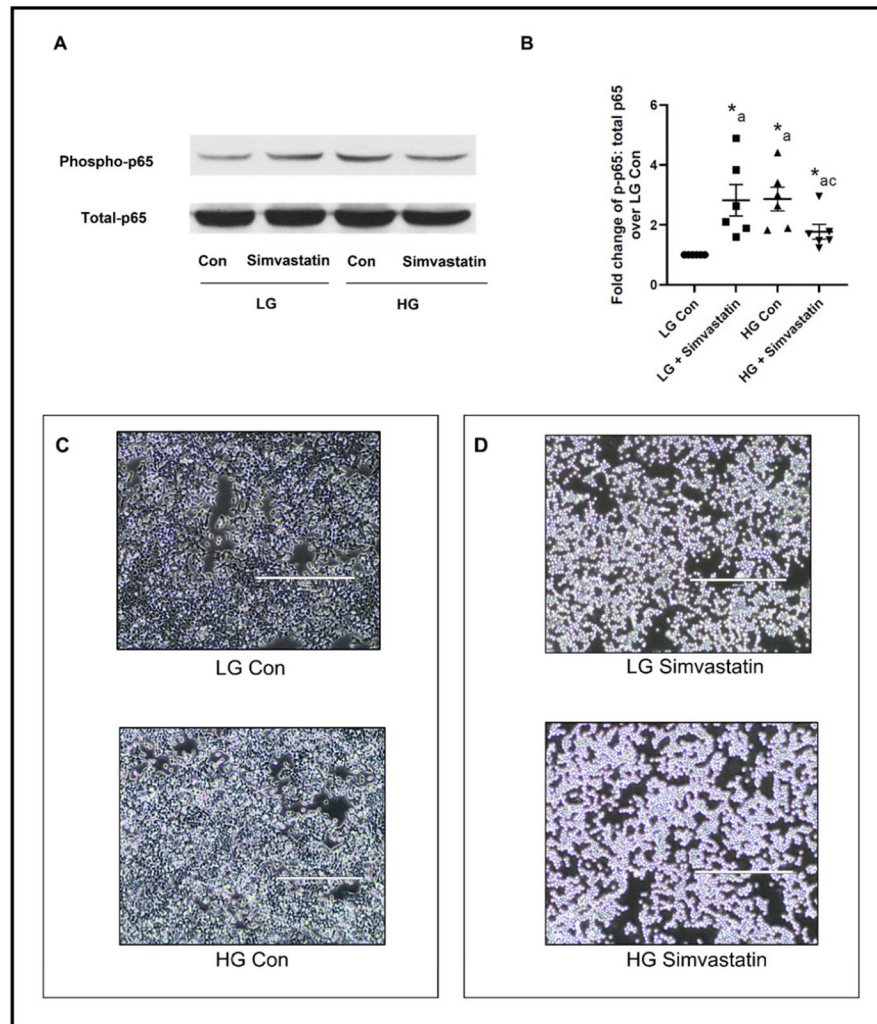 A
Phospho-p65
Total-p65
Con Simvastatin Con Simvastatin
LG HG
B
Fold change of p-p65: total p65
over LG Con
6
4
2
0
*a
*a
*ac
LG Con
LG + Simvastatin
HG Con
HG + Simvastatin
C
LG Con
HG Con
D
LG Simvastatin
HG Simvastatin